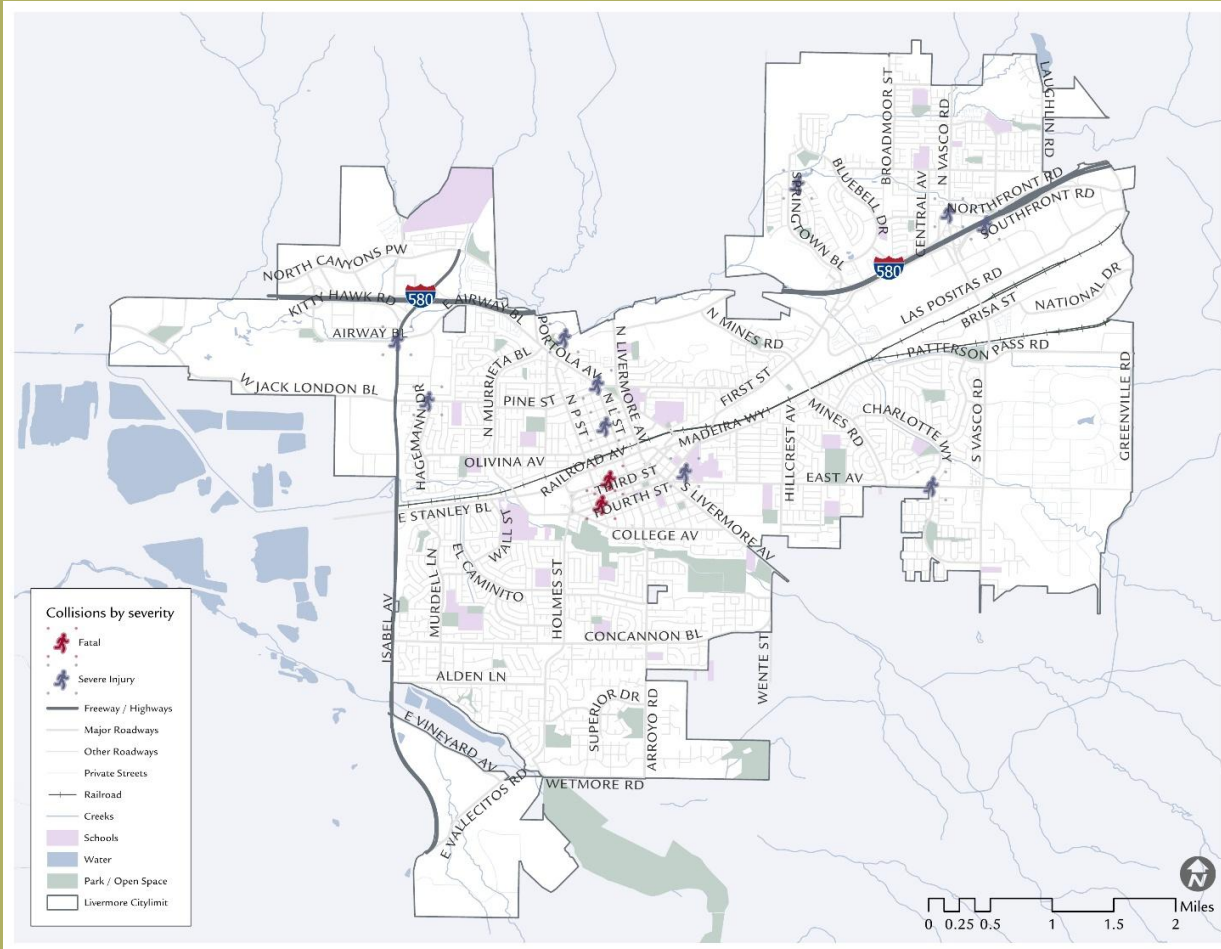 LAUGHLIN RD
BROADMOOR ST
N VASCO RD
BLUEBELL DR
SPRINGTOWN BL
CENTRAL AV
NORTHFRONT RD
SOUTHFRONT RD
580
NORTH CANYONS PW
KITTY HAWK RD
580
E AIRWAY BL
AIRWAY BL
LAS POSITAS RD
BRISA ST
NATIONAL DR
PORTOLA AV
N LIVERMORE AV
N MINES RD
PATTERSON PASS RD
W JACK LONDON BL
HAGEMANN DR
N MURRIETA BL
PINE ST
N P ST
N L ST
FIRST ST
MADEIRA WY
HILLCREST AV
MINES RD
CHARLOTTE WY
S VASCO RD
GREENVILLE RD
OLIVINA AV
RAILROAD AV
THIRD ST
FOURTH ST
EAST AV
S LIVERMORE AV
E STANLEY BL
WALL ST
COLLEGE AV
EL CAMINITO
MURDELL LN
HOLMES ST
ISABEL AV
CONCANNON BL
WENTE ST
ALDEN LN
SUPERIOR DR
ARROYO RD
E VINEYARD AV
WETMORE RD
E VALLECITOS RD
Collisions by severity
Fatal
Severe Injury
Freeway / Highways
Major Roadways
Other Roadways
Private Streets
Railroad
Creeks
Schools
Water
Park / Open Space
Livermore Citylimit
N
Miles
0 0.25 0.5 1 1.5 2